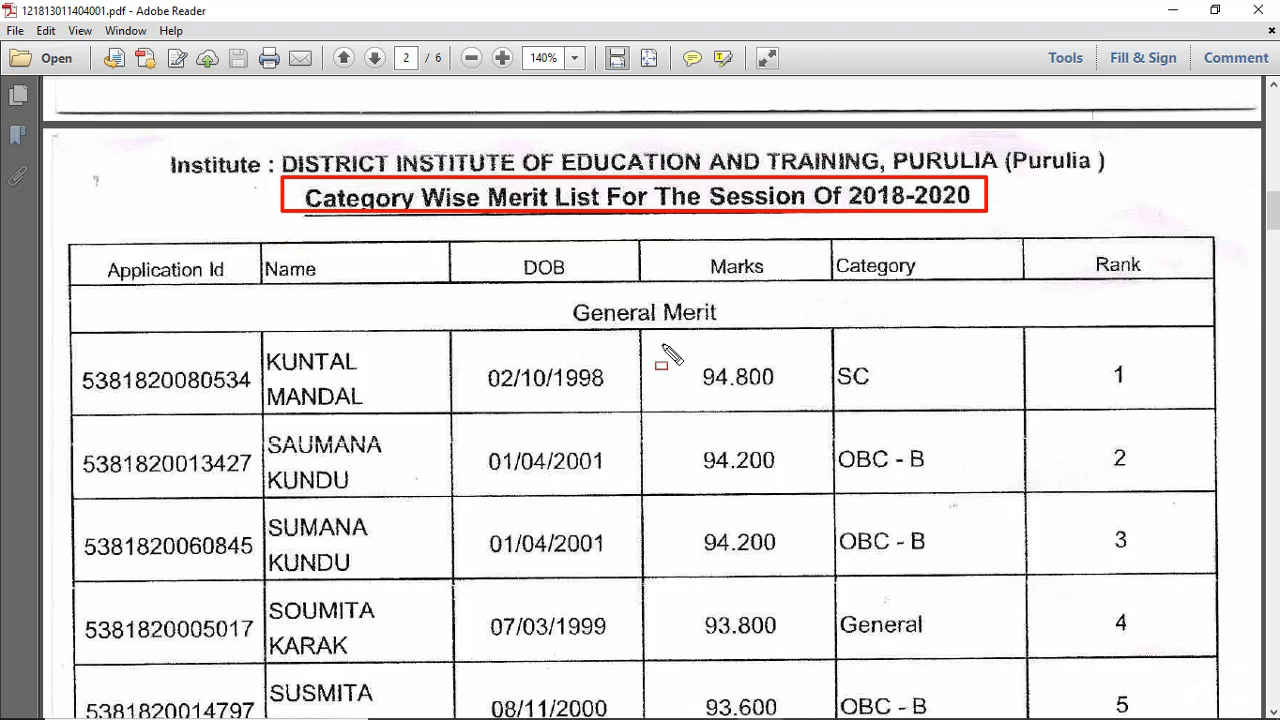 121813011404001.pdf - Adobe Reader
File Edit View Window Help
Open 2 / 6 140% Tools Fill & Sign Comment
Institute : DISTRICT INSTITUTE OF EDUCATION AND TRAINING, PURULIA (Purulia )
Category Wise Merit List For The Session Of 2018-2020
Application Id Name DOB Marks Category Rank
General Merit
5381820080534 KUNTAL MANDAL 02/10/1998 94.800 SC 1
5381820013427 SAUMANA KUNDU 01/04/2001 94.200 OBC - B 2
5381820060845 SUMANA KUNDU 01/04/2001 94.200 OBC - B 3
5381820005017 SOUMITA KARAK 07/03/1999 93.800 General 4
5381820014797 SUSMITA 08/11/2000 93.600 OBC - B 5